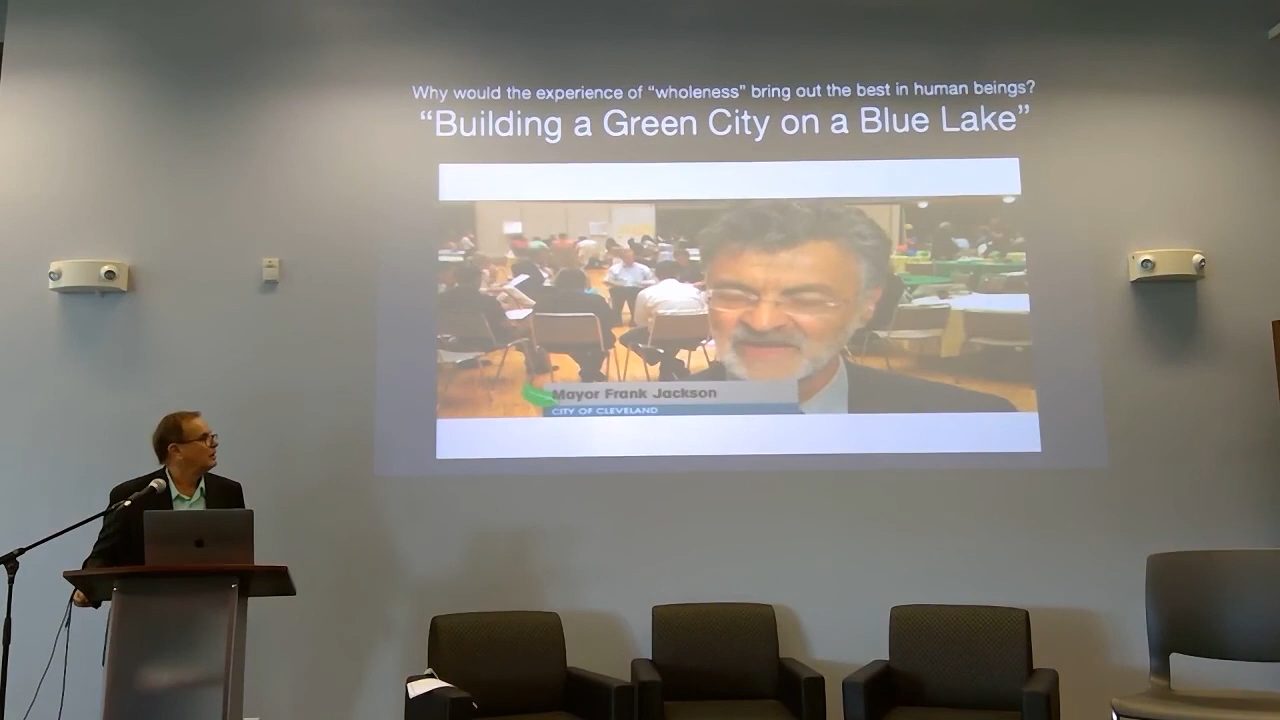 Why would the experience of “wholeness” bring out the best in human beings?
“Building a Green City on a Blue Lake”
Mayor Frank Jackson
CITY OF CLEVELAND